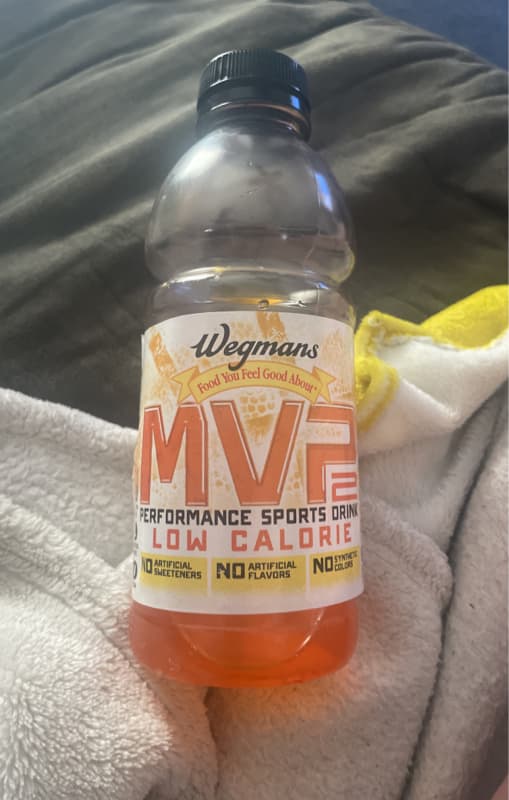 Wegmans
Food You Feel Good About
MVP
2
PERFORMANCE SPORTS DRINK
LOW CALORIE
NO ARTIFICIAL SWEETENERS
NO ARTIFICIAL FLAVORS
NO SYNTHETIC COLORS